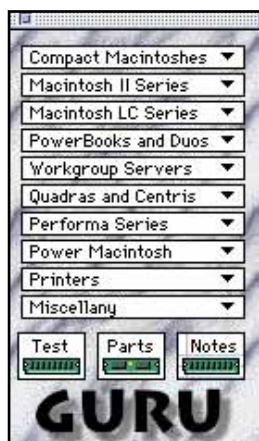 Compact Macintoshes
Macintosh II Series
Macintosh LC Series
PowerBooks and Duos
Workgroup Servers
Quadras and Centris
Performa Series
Power Macintosh
Printers
Miscellany
Test Parts Notes
GURU